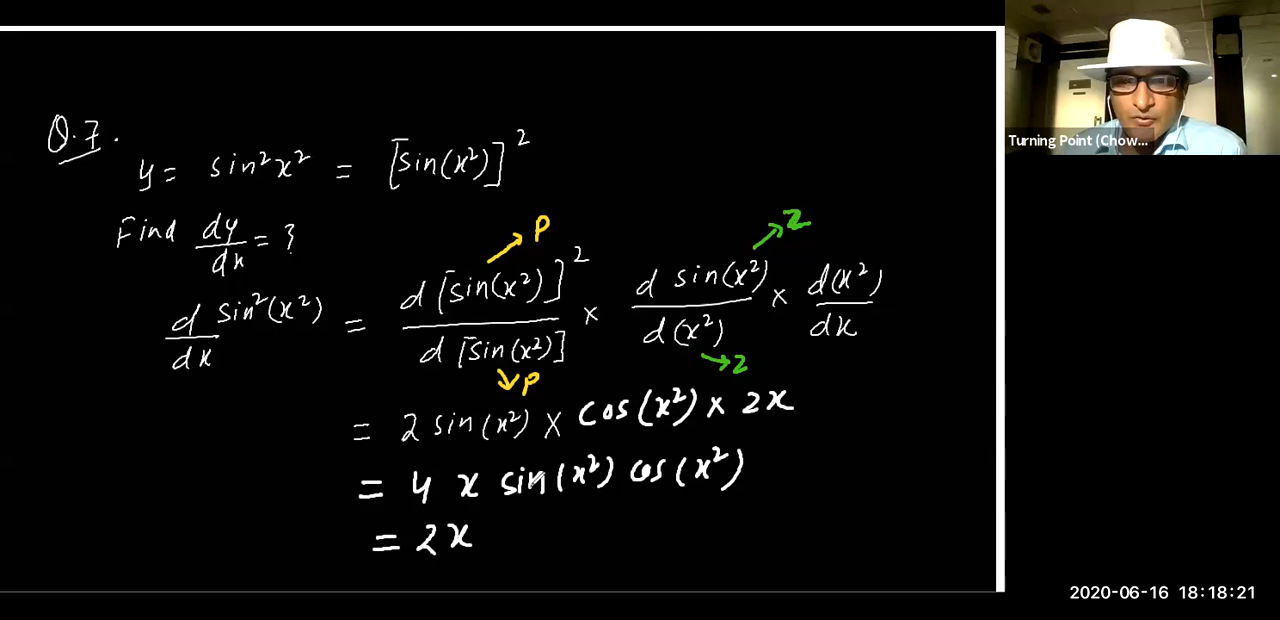 Q.7.
y = sin²x² = [sin(x²)]²
Find dy/dx = ?
P
z
d/dx sin²(x²) = d[sin(x²)]²/d[sin(x²)] × d sin(x²)/d(x²) × d(x²)/dx
P
z
= 2 sin(x²) × cos(x²) × 2x
= 4 x sin(x²) cos(x²)
= 2x
Turning Point (Chow...
2020-06-16 18:18:21